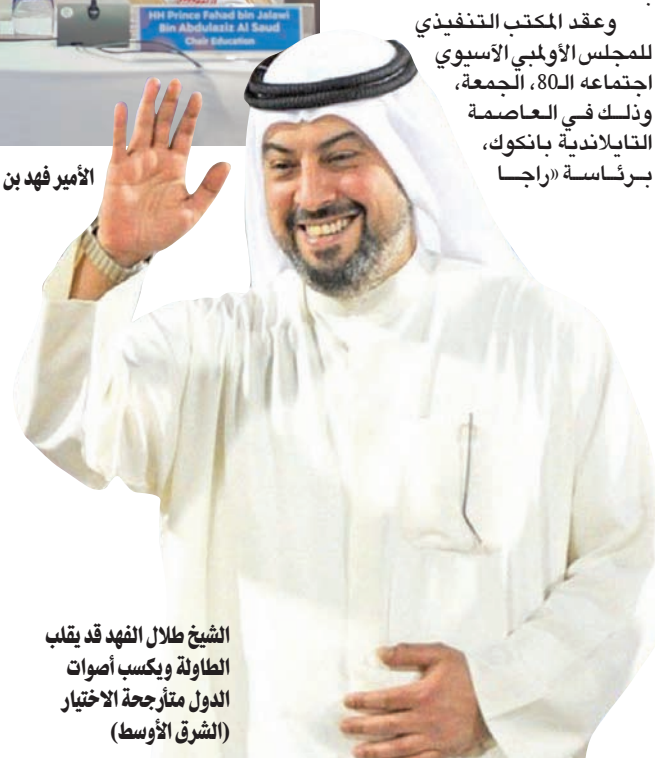 HH Prince Fahad bin Jalawi
Bin Abdulaziz Al Saud
Chair Education
وعقد المكتب التنفيذي
للمجلس الأولمبي الآسيوي
اجتماعه الـ80، الجمعة،
وذلك في العاصمة
التايلاندية بانكوك،
برئاسة «راجا
الأمير فهد بن
الشيخ طلال الفهد قد يقلب
الطاولة ويكسب أصوات
الدول متأرجحة الاختيار
(الشرق الأوسط)